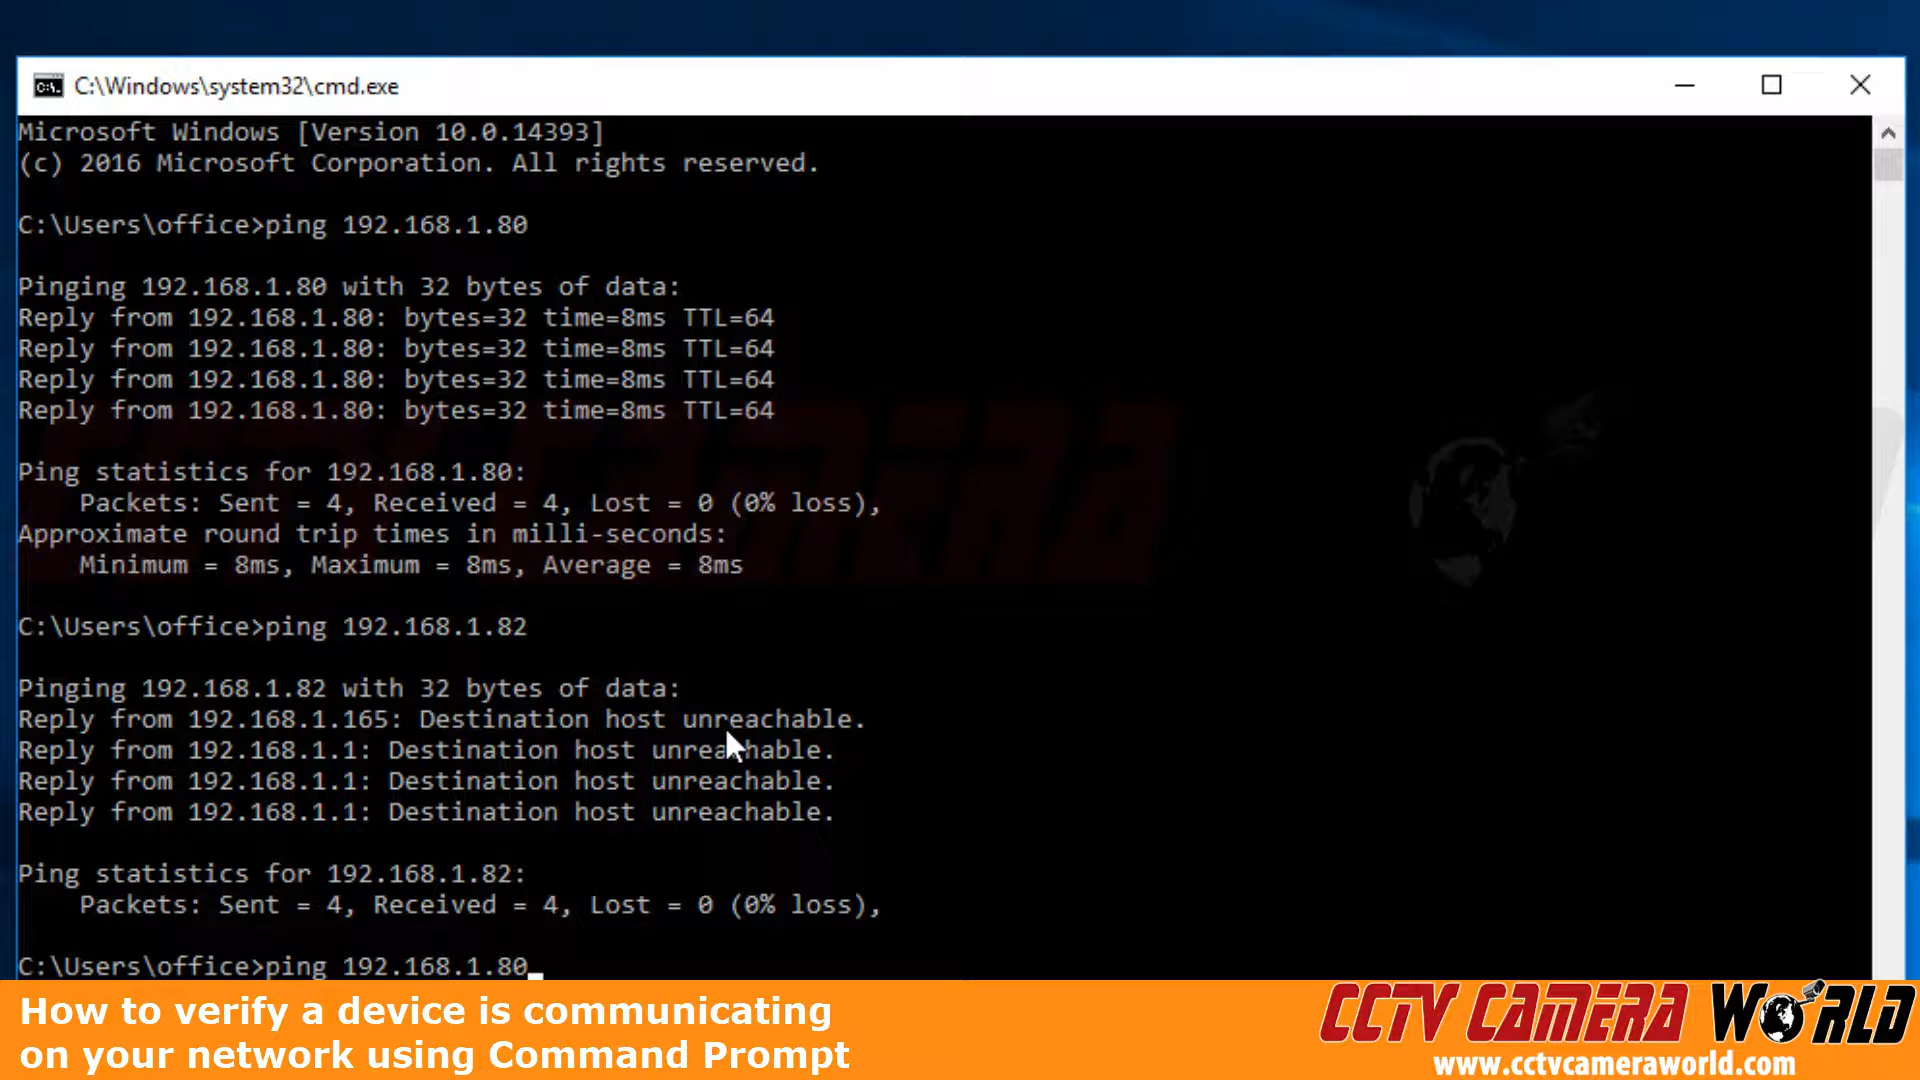 C:\Windows\system32\cmd.exe
Microsoft Windows [Version 10.0.14393]
(c) 2016 Microsoft Corporation. All rights reserved.
C:\Users\office>ping 192.168.1.80
Pinging 192.168.1.80 with 32 bytes of data:
Reply from 192.168.1.80: bytes=32 time=8ms TTL=64
Reply from 192.168.1.80: bytes=32 time=8ms TTL=64
Reply from 192.168.1.80: bytes=32 time=8ms TTL=64
Reply from 192.168.1.80: bytes=32 time=8ms TTL=64
Ping statistics for 192.168.1.80:
Packets: Sent = 4, Received = 4, Lost = 0 (0% loss),
Approximate round trip times in milli-seconds:
Minimum = 8ms, Maximum = 8ms, Average = 8ms
C:\Users\office>ping 192.168.1.82
Pinging 192.168.1.82 with 32 bytes of data:
Reply from 192.168.1.165: Destination host unreachable.
Reply from 192.168.1.1: Destination host unreachable.
Reply from 192.168.1.1: Destination host unreachable.
Reply from 192.168.1.1: Destination host unreachable.
Ping statistics for 192.168.1.82:
Packets: Sent = 4, Received = 4, Lost = 0 (0% loss),
C:\Users\office>ping 192.168.1.80_
How to verify a device is communicating
on your network using Command Prompt
CCTV CAMERA WORLD
www.cctvcameraworld.com